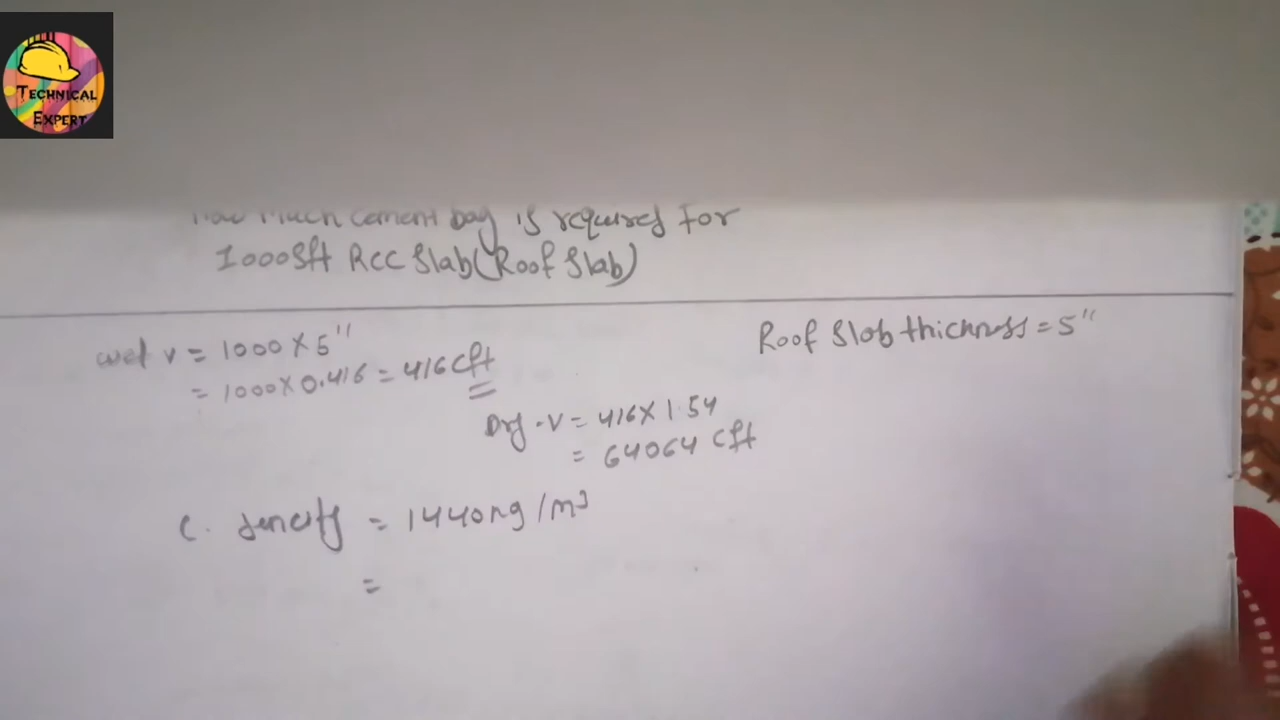 TECHNICAL
EXPERT
much cement bag is required for
1000sft RCC slab (Roof slab)
wet v = 1000 x 5"
= 1000 x 0.416 = 416 cft
Roof Slab thickness = 5"
Dry.v = 416 x 1.54
= 64064 cft
C. dencity = 1440 kg/m3
=